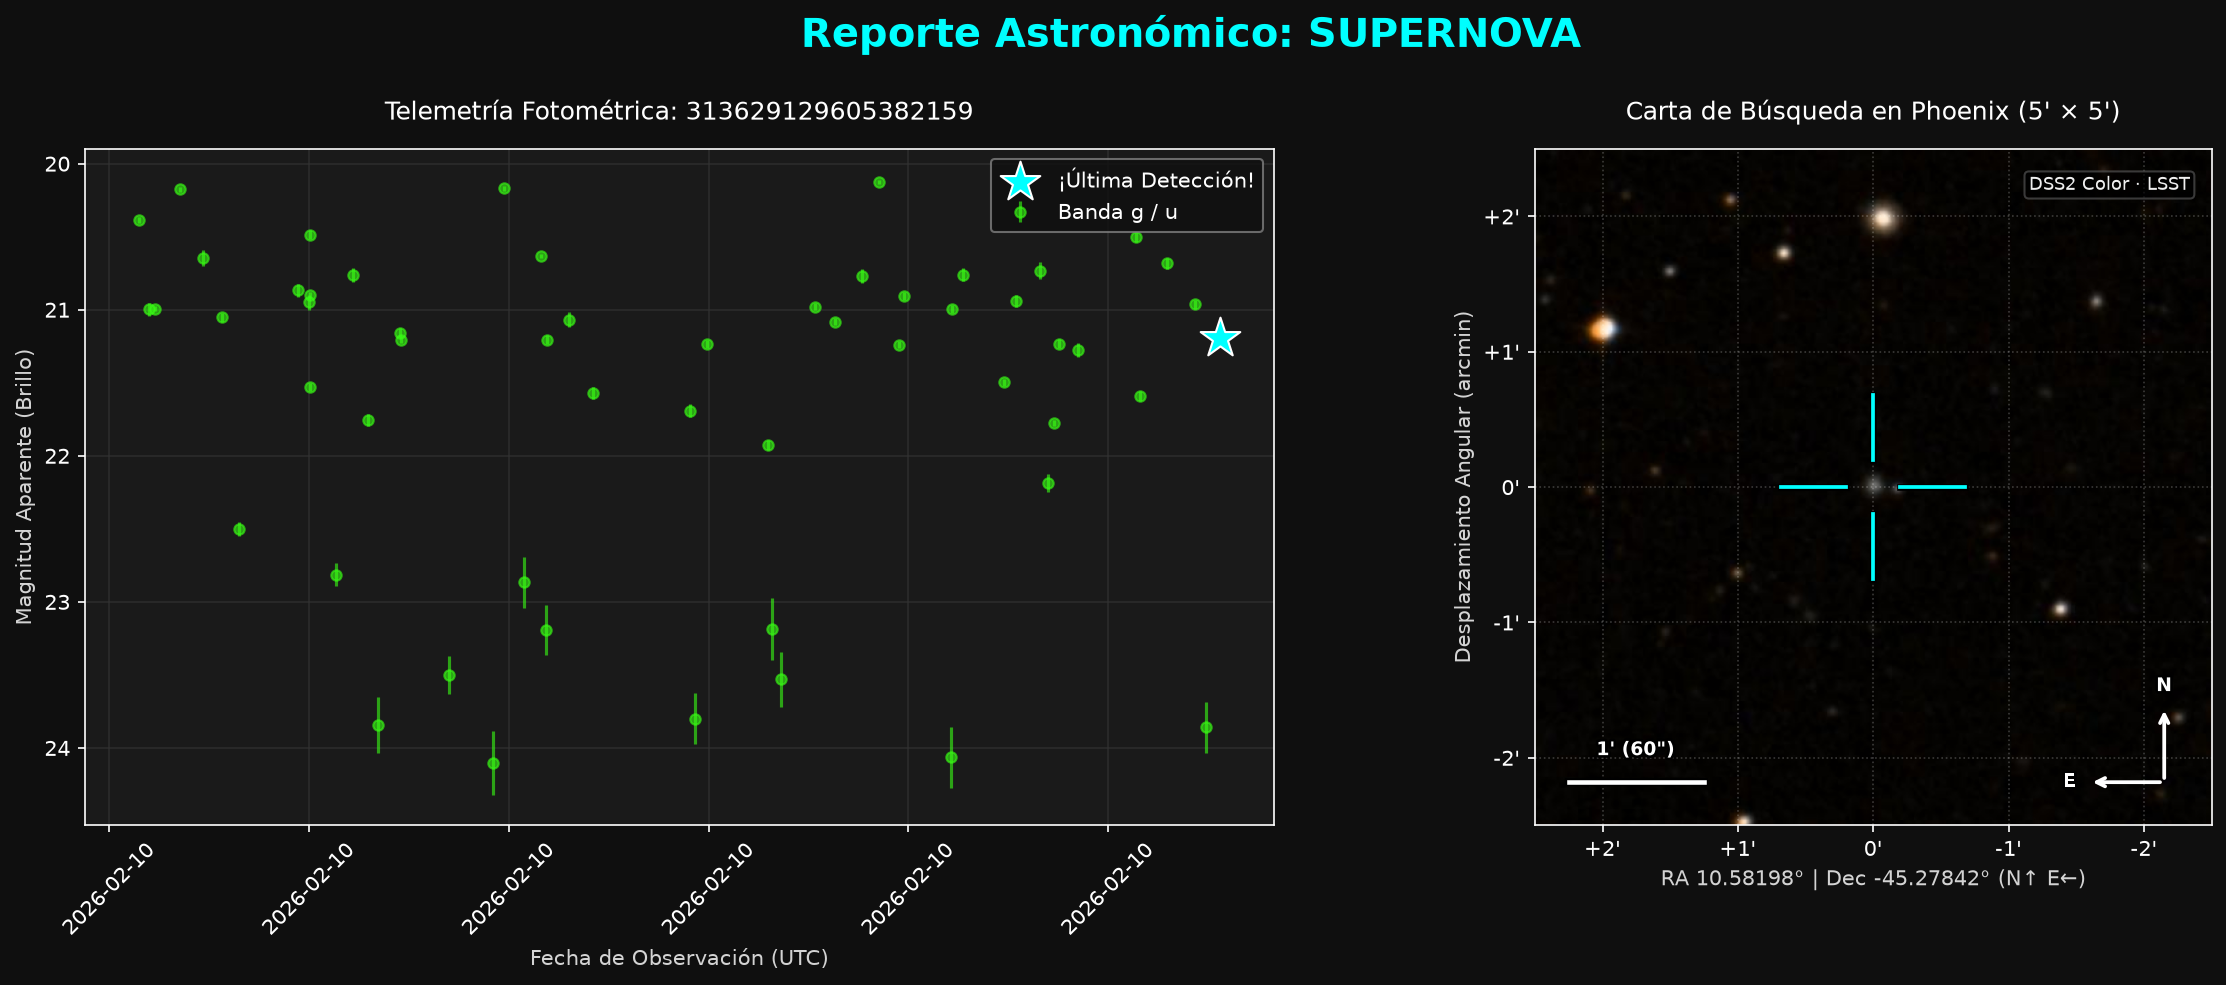 Reporte Astronómico: SUPERNOVA
Telemetría Fotométrica: 313629129605382159
¡Última Detección!
Banda g / u
Magnitud Aparente (Brillo)
20
21
22
23
24
2026-02-10
2026-02-10
2026-02-10
2026-02-10
2026-02-10
2026-02-10
Fecha de Observación (UTC)
Carta de Búsqueda en Phoenix (5' × 5')
DSS2 Color · LSST
Desplazamiento Angular (arcmin)
+2'
+1'
0'
-1'
-2'
N
E
1' (60")
+2'
+1'
0'
-1'
-2'
RA 10.58198° | Dec -45.27842° (N↑ E←)